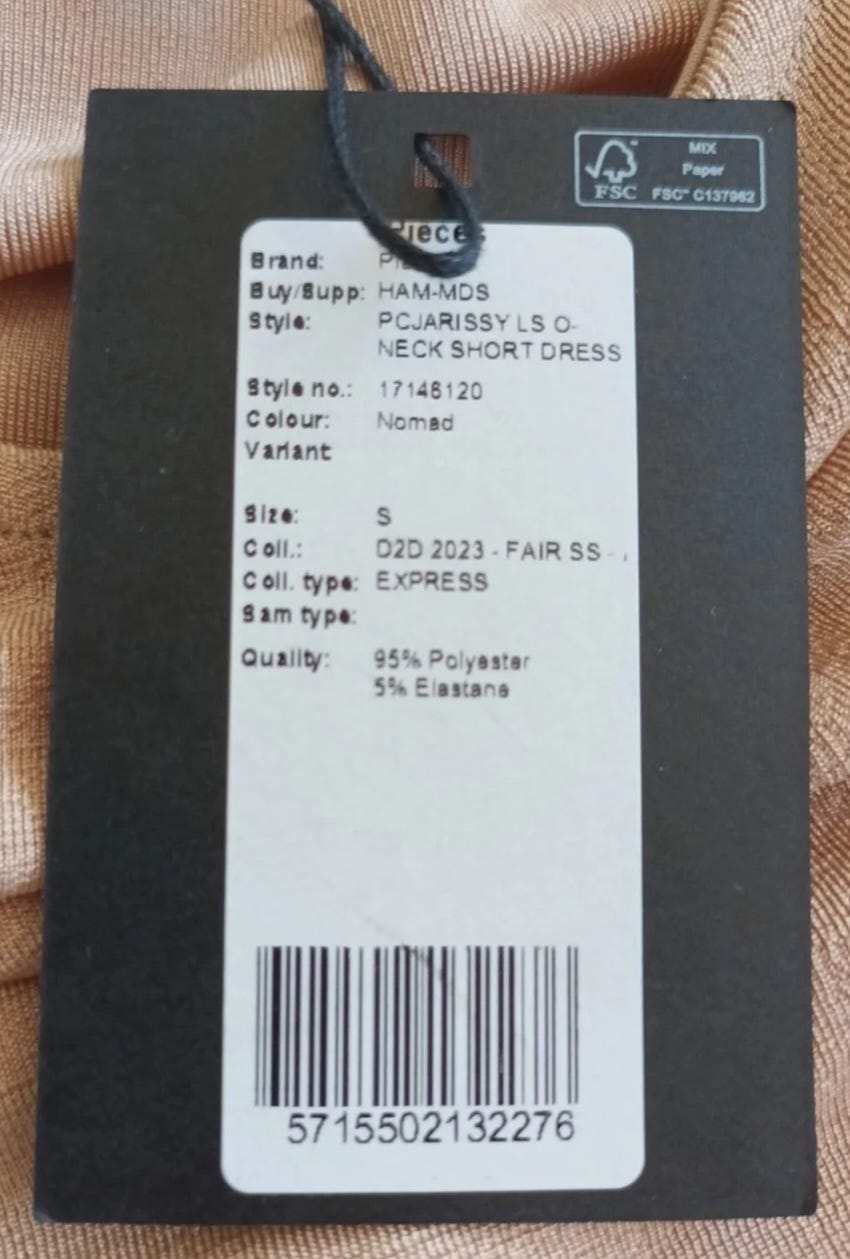 MIX
Paper
FSC™ C137962
FSC
Pieces
Brand:
Buy/Supp: HAM-MDS
Style: PCJARISSY LS O-
NECK SHORT DRESS
Style no.: 17146120
Colour: Nomad
Variant
Size: S
Coll.: D2D 2023 - FAIR SS -
Coll. type: EXPRESS
Sam type:
Quality: 95% Polyester
5% Elastane
5715502132276